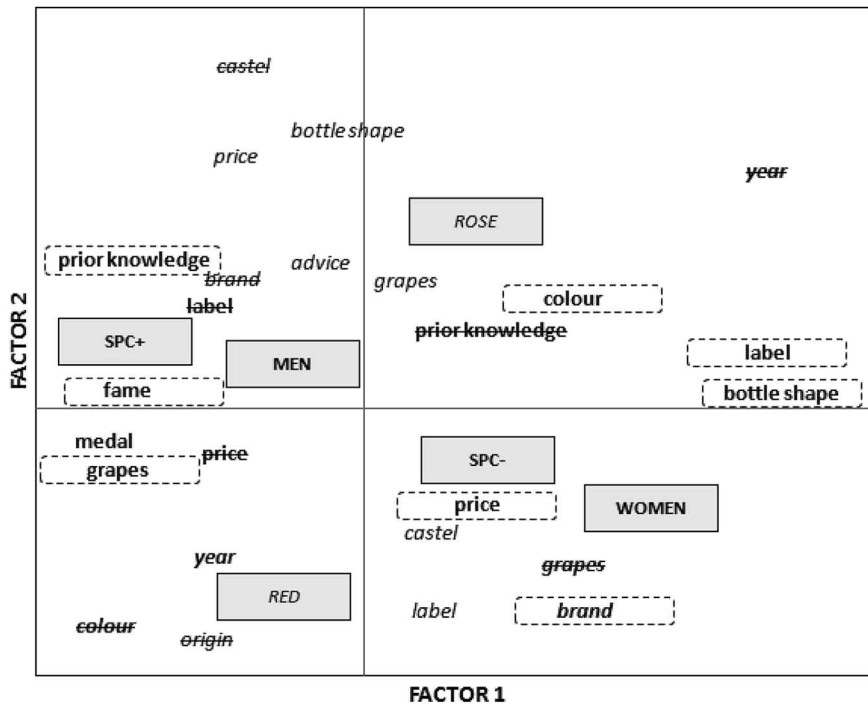 castel
bottle shape
price
year
ROSE
prior knowledge
advice
brand
grapes
colour
label
prior knowledge
SPC+
MEN
label
fame
bottle shape
medal
grapes
price
SPC-
price
WOMEN
castel
year
grapes
RED
label
brand
colour
origin
FACTOR 2
FACTOR 1